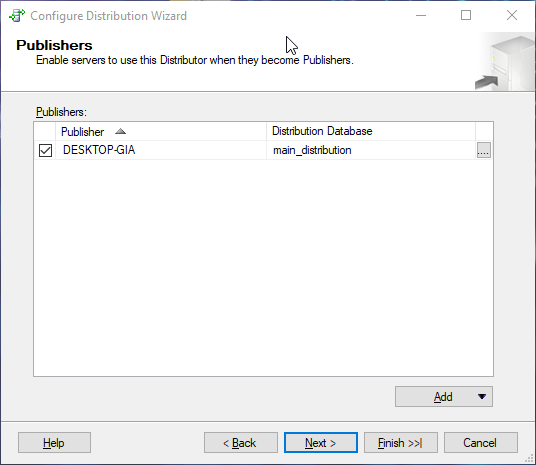 Configure Distribution Wizard
Publishers
Enable servers to use this Distributor when they become Publishers.
Publishers:
Publisher Distribution Database
DESKTOP-GIA main_distribution ....
Add
Help < Back Next > Finish >>| Cancel